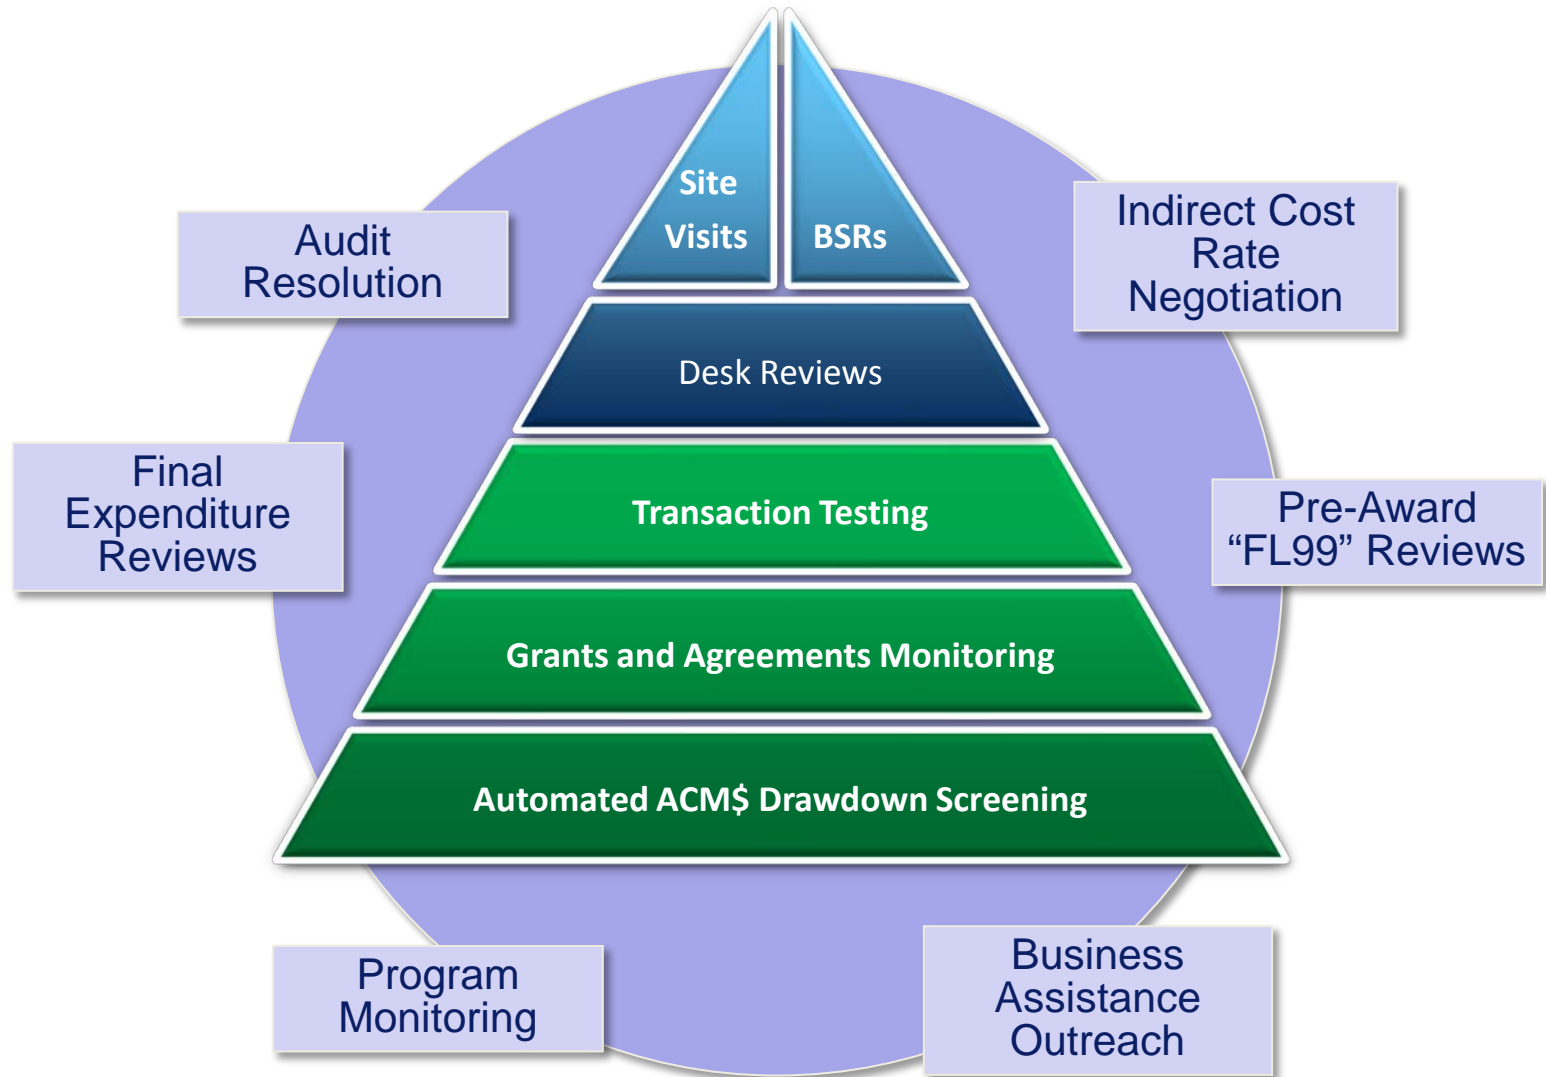 Site
Visits
BSRs
Audit
Resolution
Indirect Cost
Rate
Negotiation
Desk Reviews
Final
Expenditure
Reviews
Transaction Testing
Pre-Award
“FL99” Reviews
Grants and Agreements Monitoring
Automated ACM$ Drawdown Screening
Program
Monitoring
Business
Assistance
Outreach